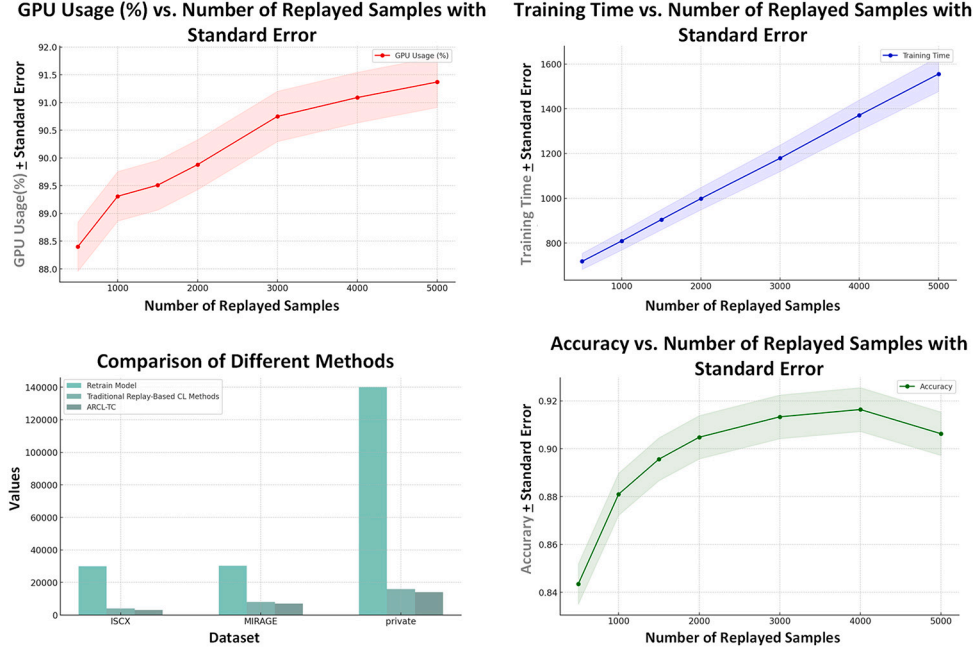 GPU Usage (%) vs. Number of Replayed Samples with
Standard Error
GPU Usage (%)
92.0
91.5
91.0
90.5
90.0
89.5
89.0
88.5
88.0
GPU Usage(%) ± Standard Error
1000
2000
3000
4000
5000
Number of Replayed Samples
Training Time vs. Number of Replayed Samples with
Standard Error
Training Time
1600
1400
1200
1000
800
Training Time ± Standard Error
1000
2000
3000
4000
5000
Number of Replayed Samples
Comparison of Different Methods
Retrain Model
Traditional Replay-Based CL Methods
ARCL-TC
140000
120000
100000
80000
60000
40000
20000
0
Values
ISCX
MIRAGE
private
Dataset
Accuracy vs. Number of Replayed Samples with
Standard Error
Accuracy
0.92
0.90
0.88
0.86
0.84
Accurary ± Standard Error
1000
2000
3000
4000
5000
Number of Replayed Samples